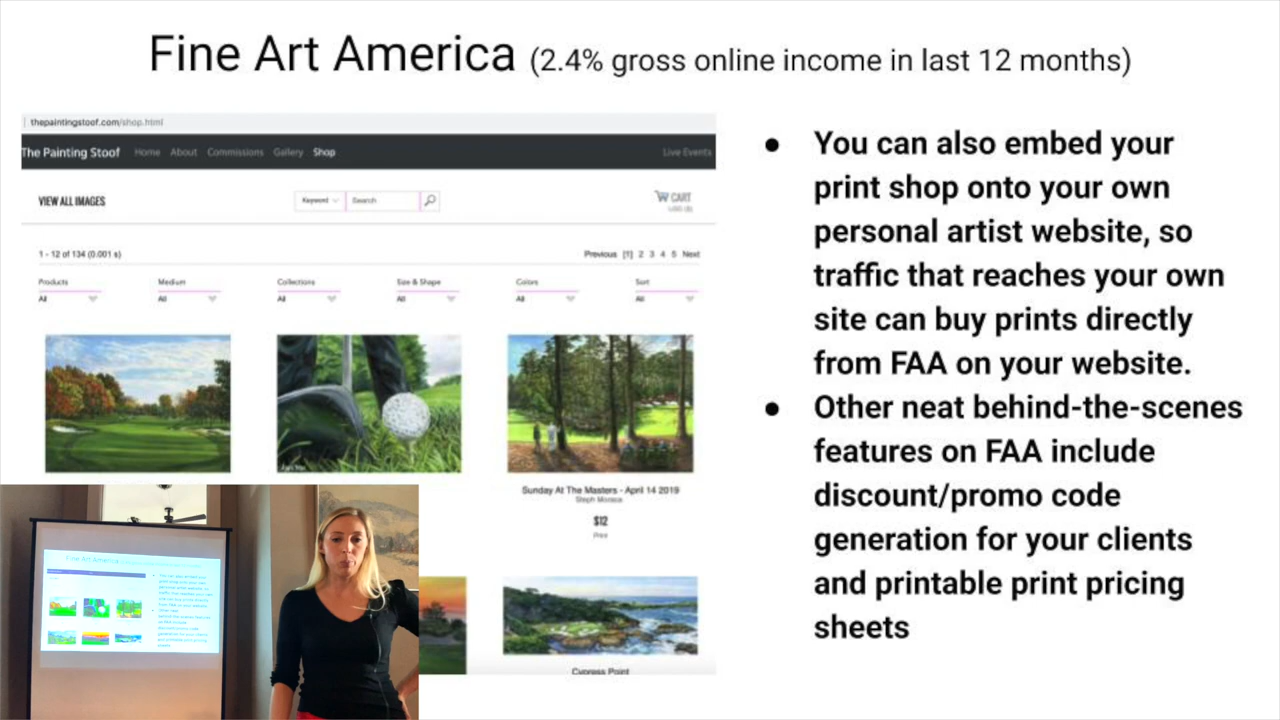 Fine Art America (2.4% gross online income in last 12 months)
thepaintingstoof.com/shop.html
The Painting Stoof Home About Commissions Gallery Shop Live Events
VIEW ALL IMAGES Keyword Search CART
1 - 12 of 134 (0.001 s) Previous [1] 2 3 4 5 Next
Products Medium Collections Size & Shape Colors Sort
All All All All All All
Sunday At The Masters - April 14 2019
$12
Print
Cypress Point
● You can also embed your
print shop onto your own
personal artist website, so
traffic that reaches your own
site can buy prints directly
from FAA on your website.
● Other neat behind-the-scenes
features on FAA include
discount/promo code
generation for your clients
and printable print pricing
sheets
Fine Art America